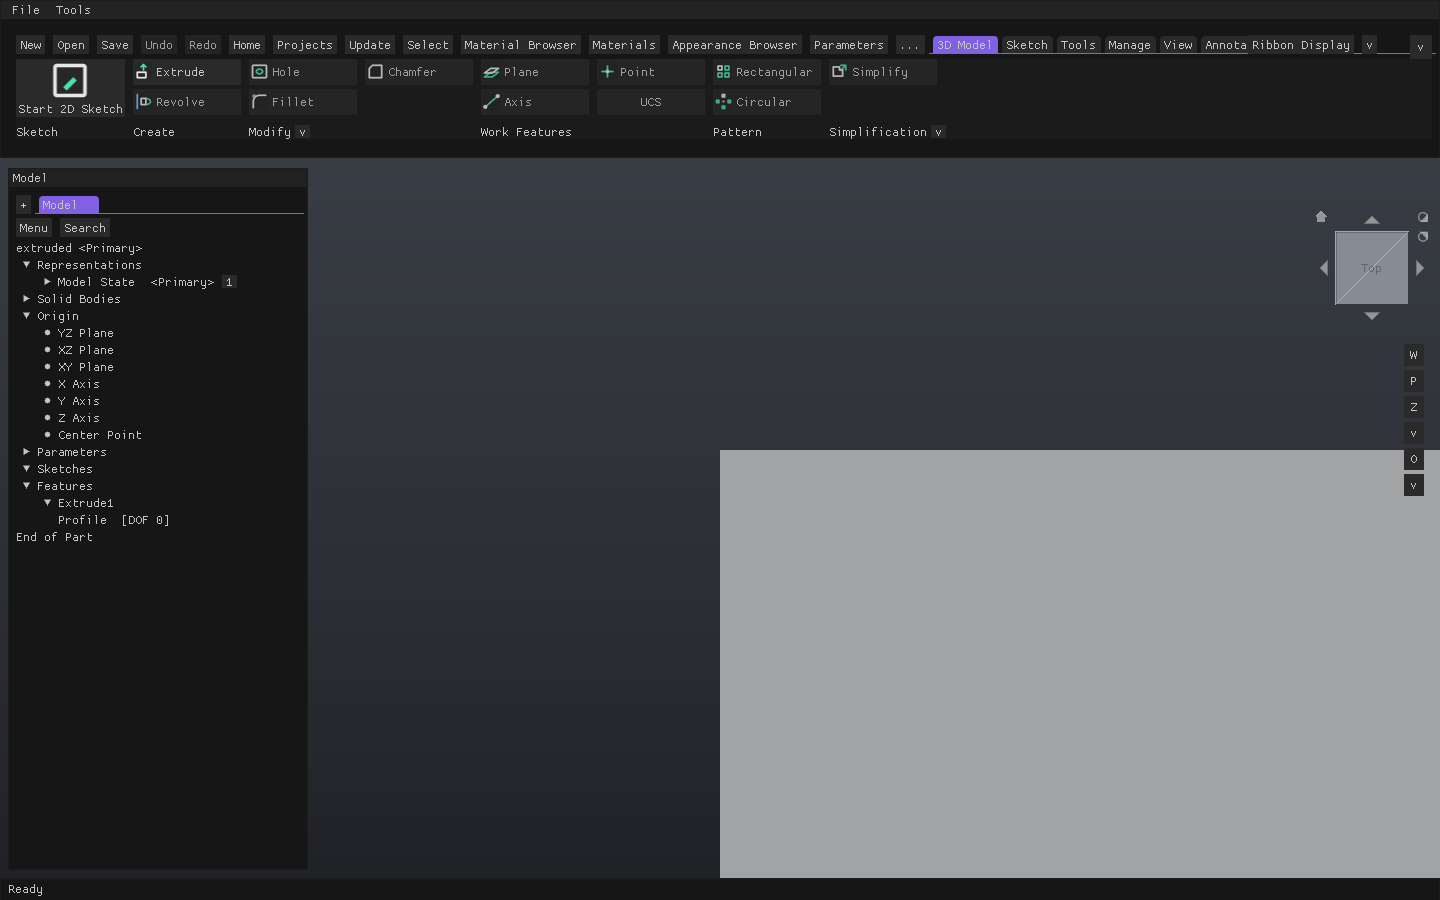 File Tools
New Open Save Undo Redo Home Projects Update Select Material Browser Materials Appearance Browser Parameters ... 3D Model Sketch Tools Manage View Annota Ribbon Display v v
Extrude Hole Chamfer Plane Point Rectangular Simplify
Start 2D Sketch Revolve Fillet Axis UCS Circular
Sketch Create Modify v Work Features Pattern Simplification v
Model
+ Model
Menu Search
extruded <Primary>
Representations
Model State <Primary> 1
Solid Bodies
Origin
YZ Plane
XZ Plane
XY Plane
X Axis
Y Axis
Z Axis
Center Point
Parameters
Sketches
Features
Extrude1
Profile [DOF 0]
End of Part
Top
W
P
Z
v
O
v
Ready